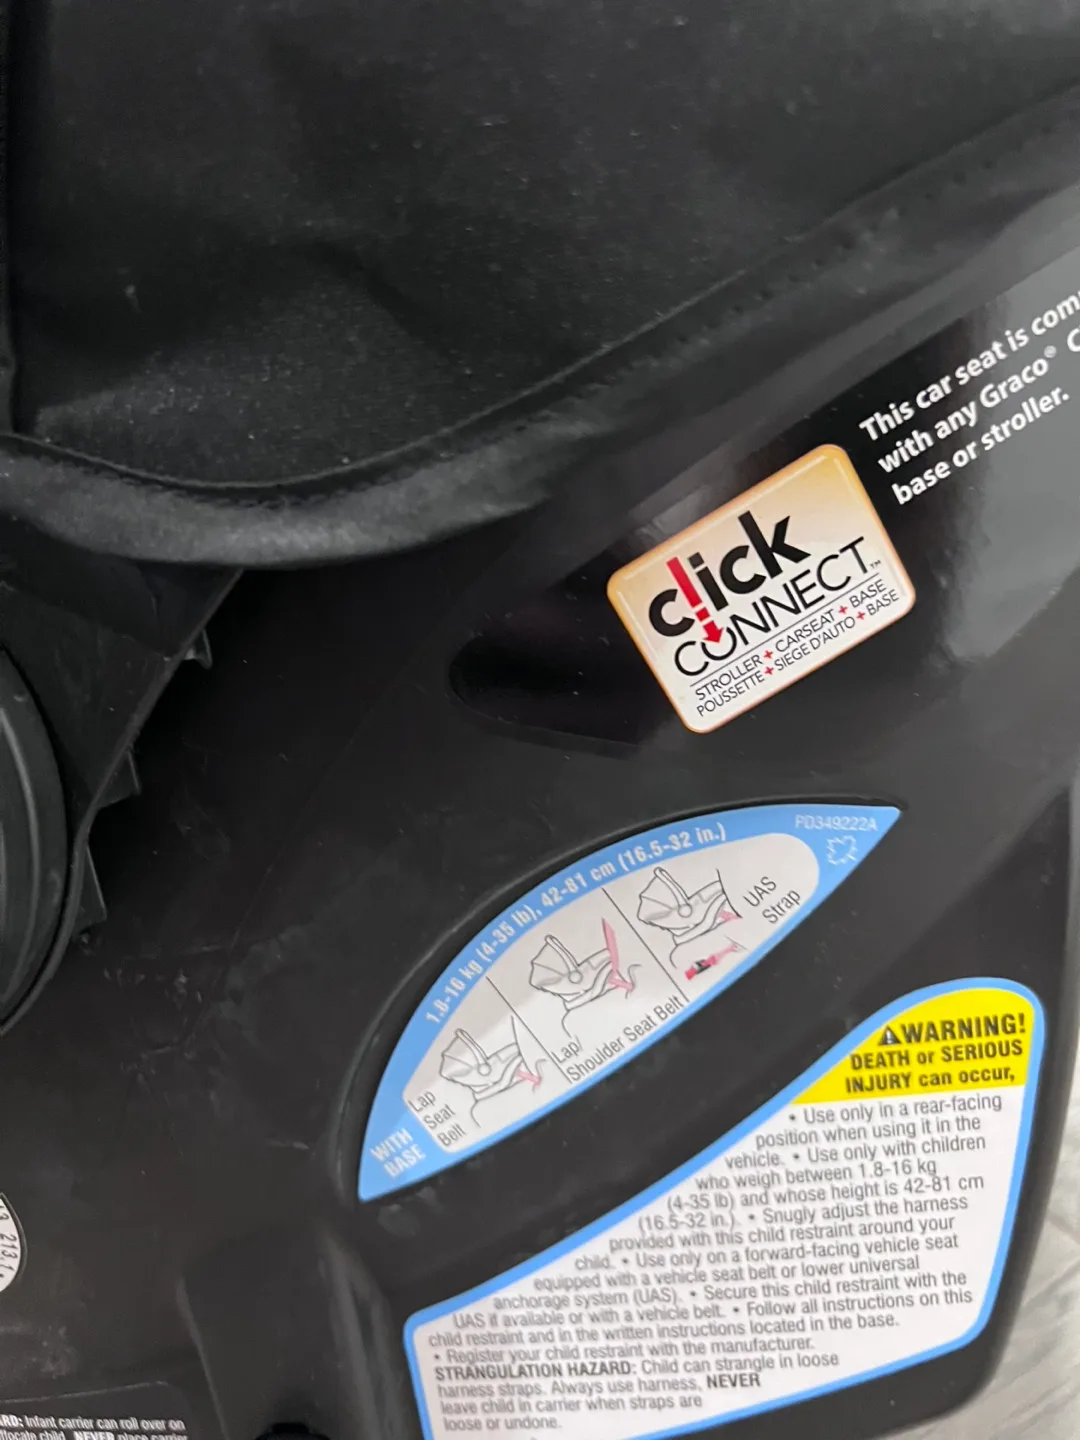 This car seat is com
with any Graco® C
base or stroller.
click
CONNECT™
STROLLER + CARSEAT + BASE
POUSSETTE + SIEGE D'AUTO + BASE
PD349222A
1.8-16 kg (4-35 lb), 42-81 cm (16.5-32 in.)
UAS
Strap
Lap/
Shoulder Seat Belt
Lap
Seat
Belt
WITH
BASE
WARNING!
DEATH or SERIOUS
INJURY can occur,
• Use only in a rear-facing
position when using it in the
vehicle. • Use only with children
who weigh between 1.8-16 kg
(4-35 lb) and whose height is 42-81 cm
(16.5-32 in.). • Snugly adjust the harness
provided with this child restraint around your
child. • Use only on a forward-facing vehicle seat
equipped with a vehicle seat belt or lower universal
anchorage system (UAS). • Secure this child restraint with the
UAS if available or with a vehicle belt. • Follow all instructions on this
child restraint and in the written instructions located in the base.
• Register your child restraint with the manufacturer.
STRANGULATION HAZARD: Child can strangle in loose
harness straps. Always use harness, NEVER
leave child in carrier when straps are
loose or undone.
213.1
ARD: Infant carrier can roll over on
ffocate child. NEVER place carrier